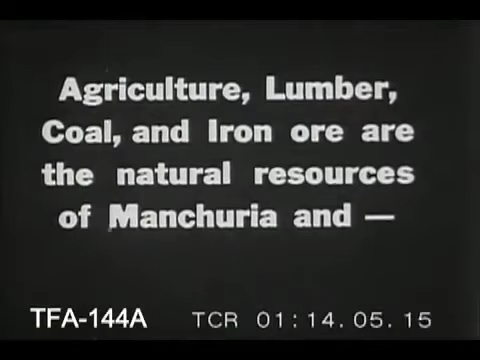 Agriculture, Lumber,
Coal, and Iron ore are
the natural resources
of Manchuria and —
TFA-144A TCR 01:14.05.15